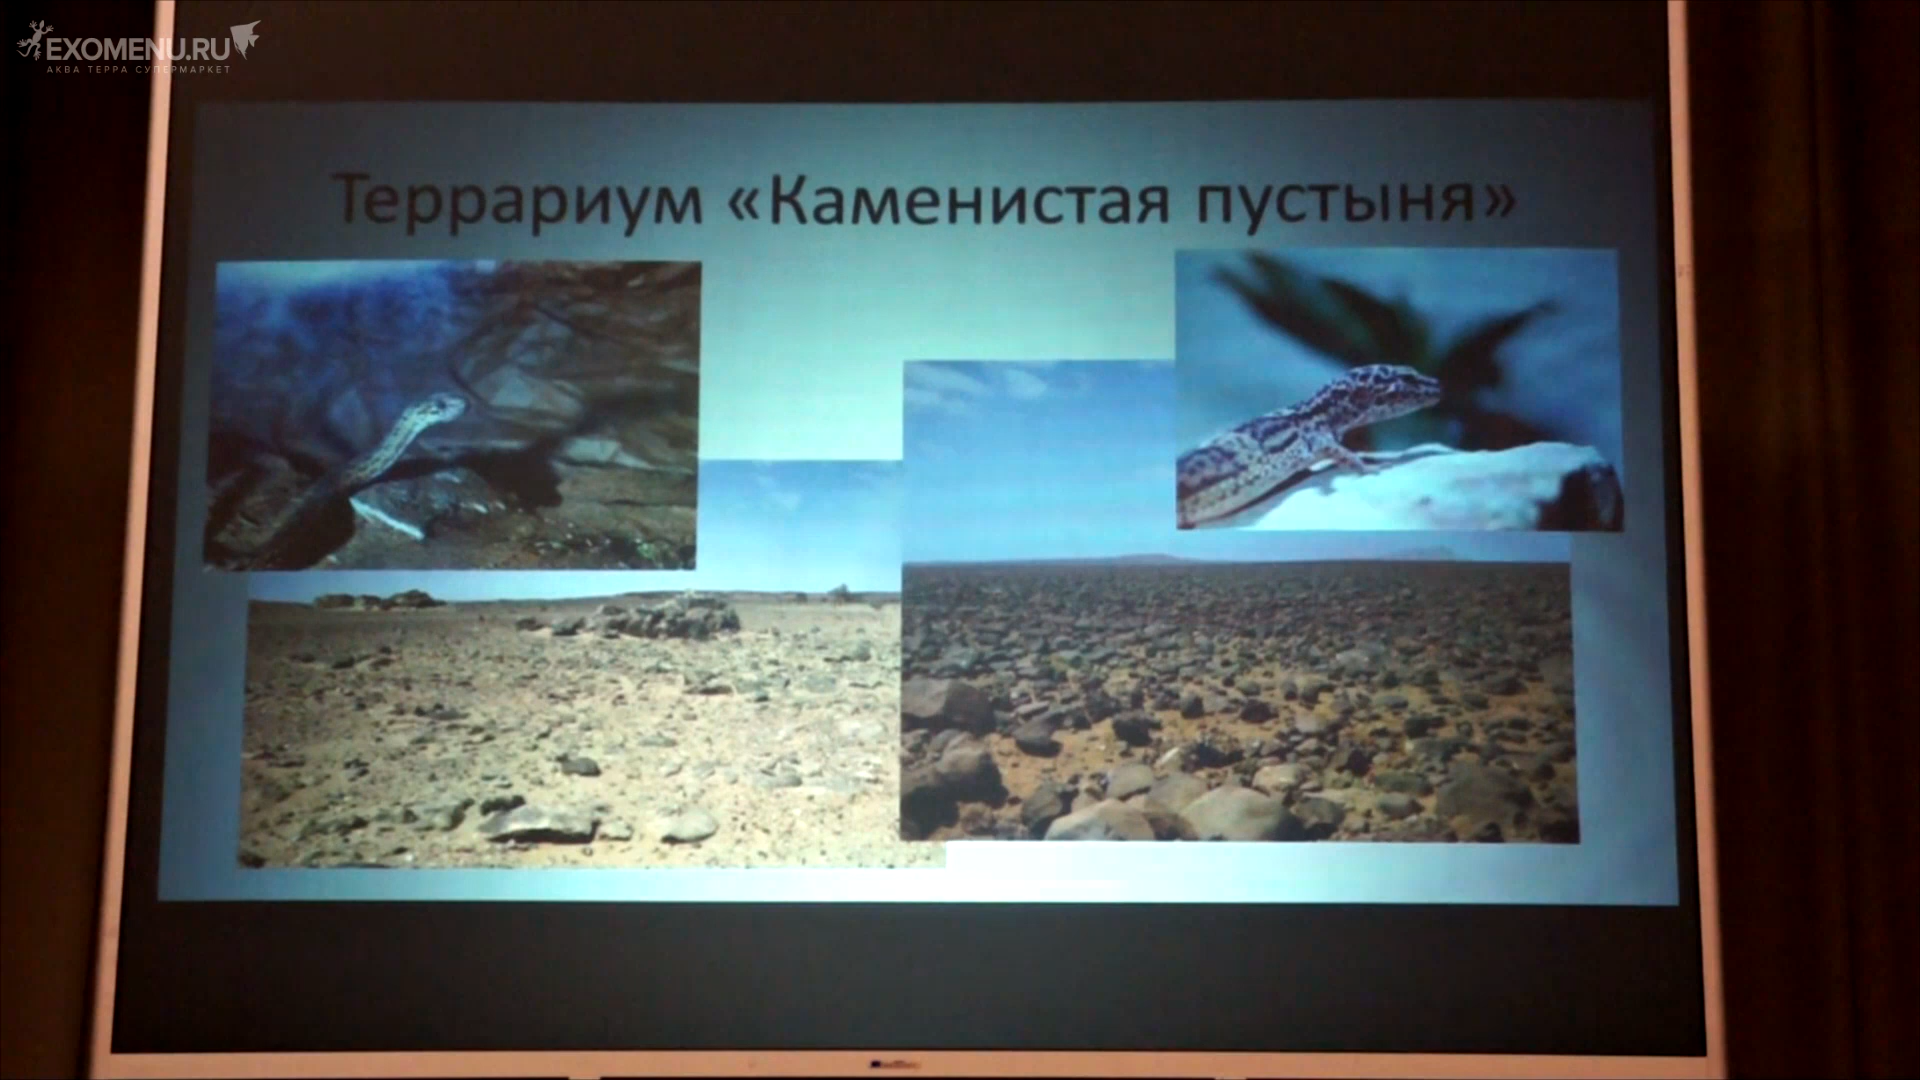 EXOMENU.RU
АКВА ТЕРРА СУПЕРМАРКЕТ
Террариум «Каменистая пустыня»